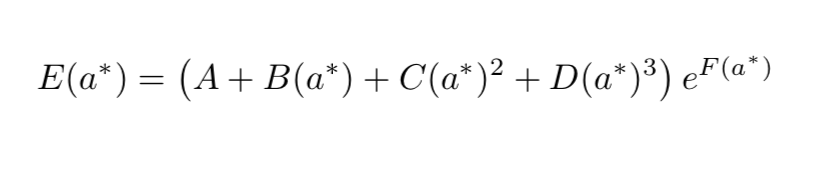 E(a*) = (A + B(a*) + C(a*)² + D(a*)³) e^{F(a*)}